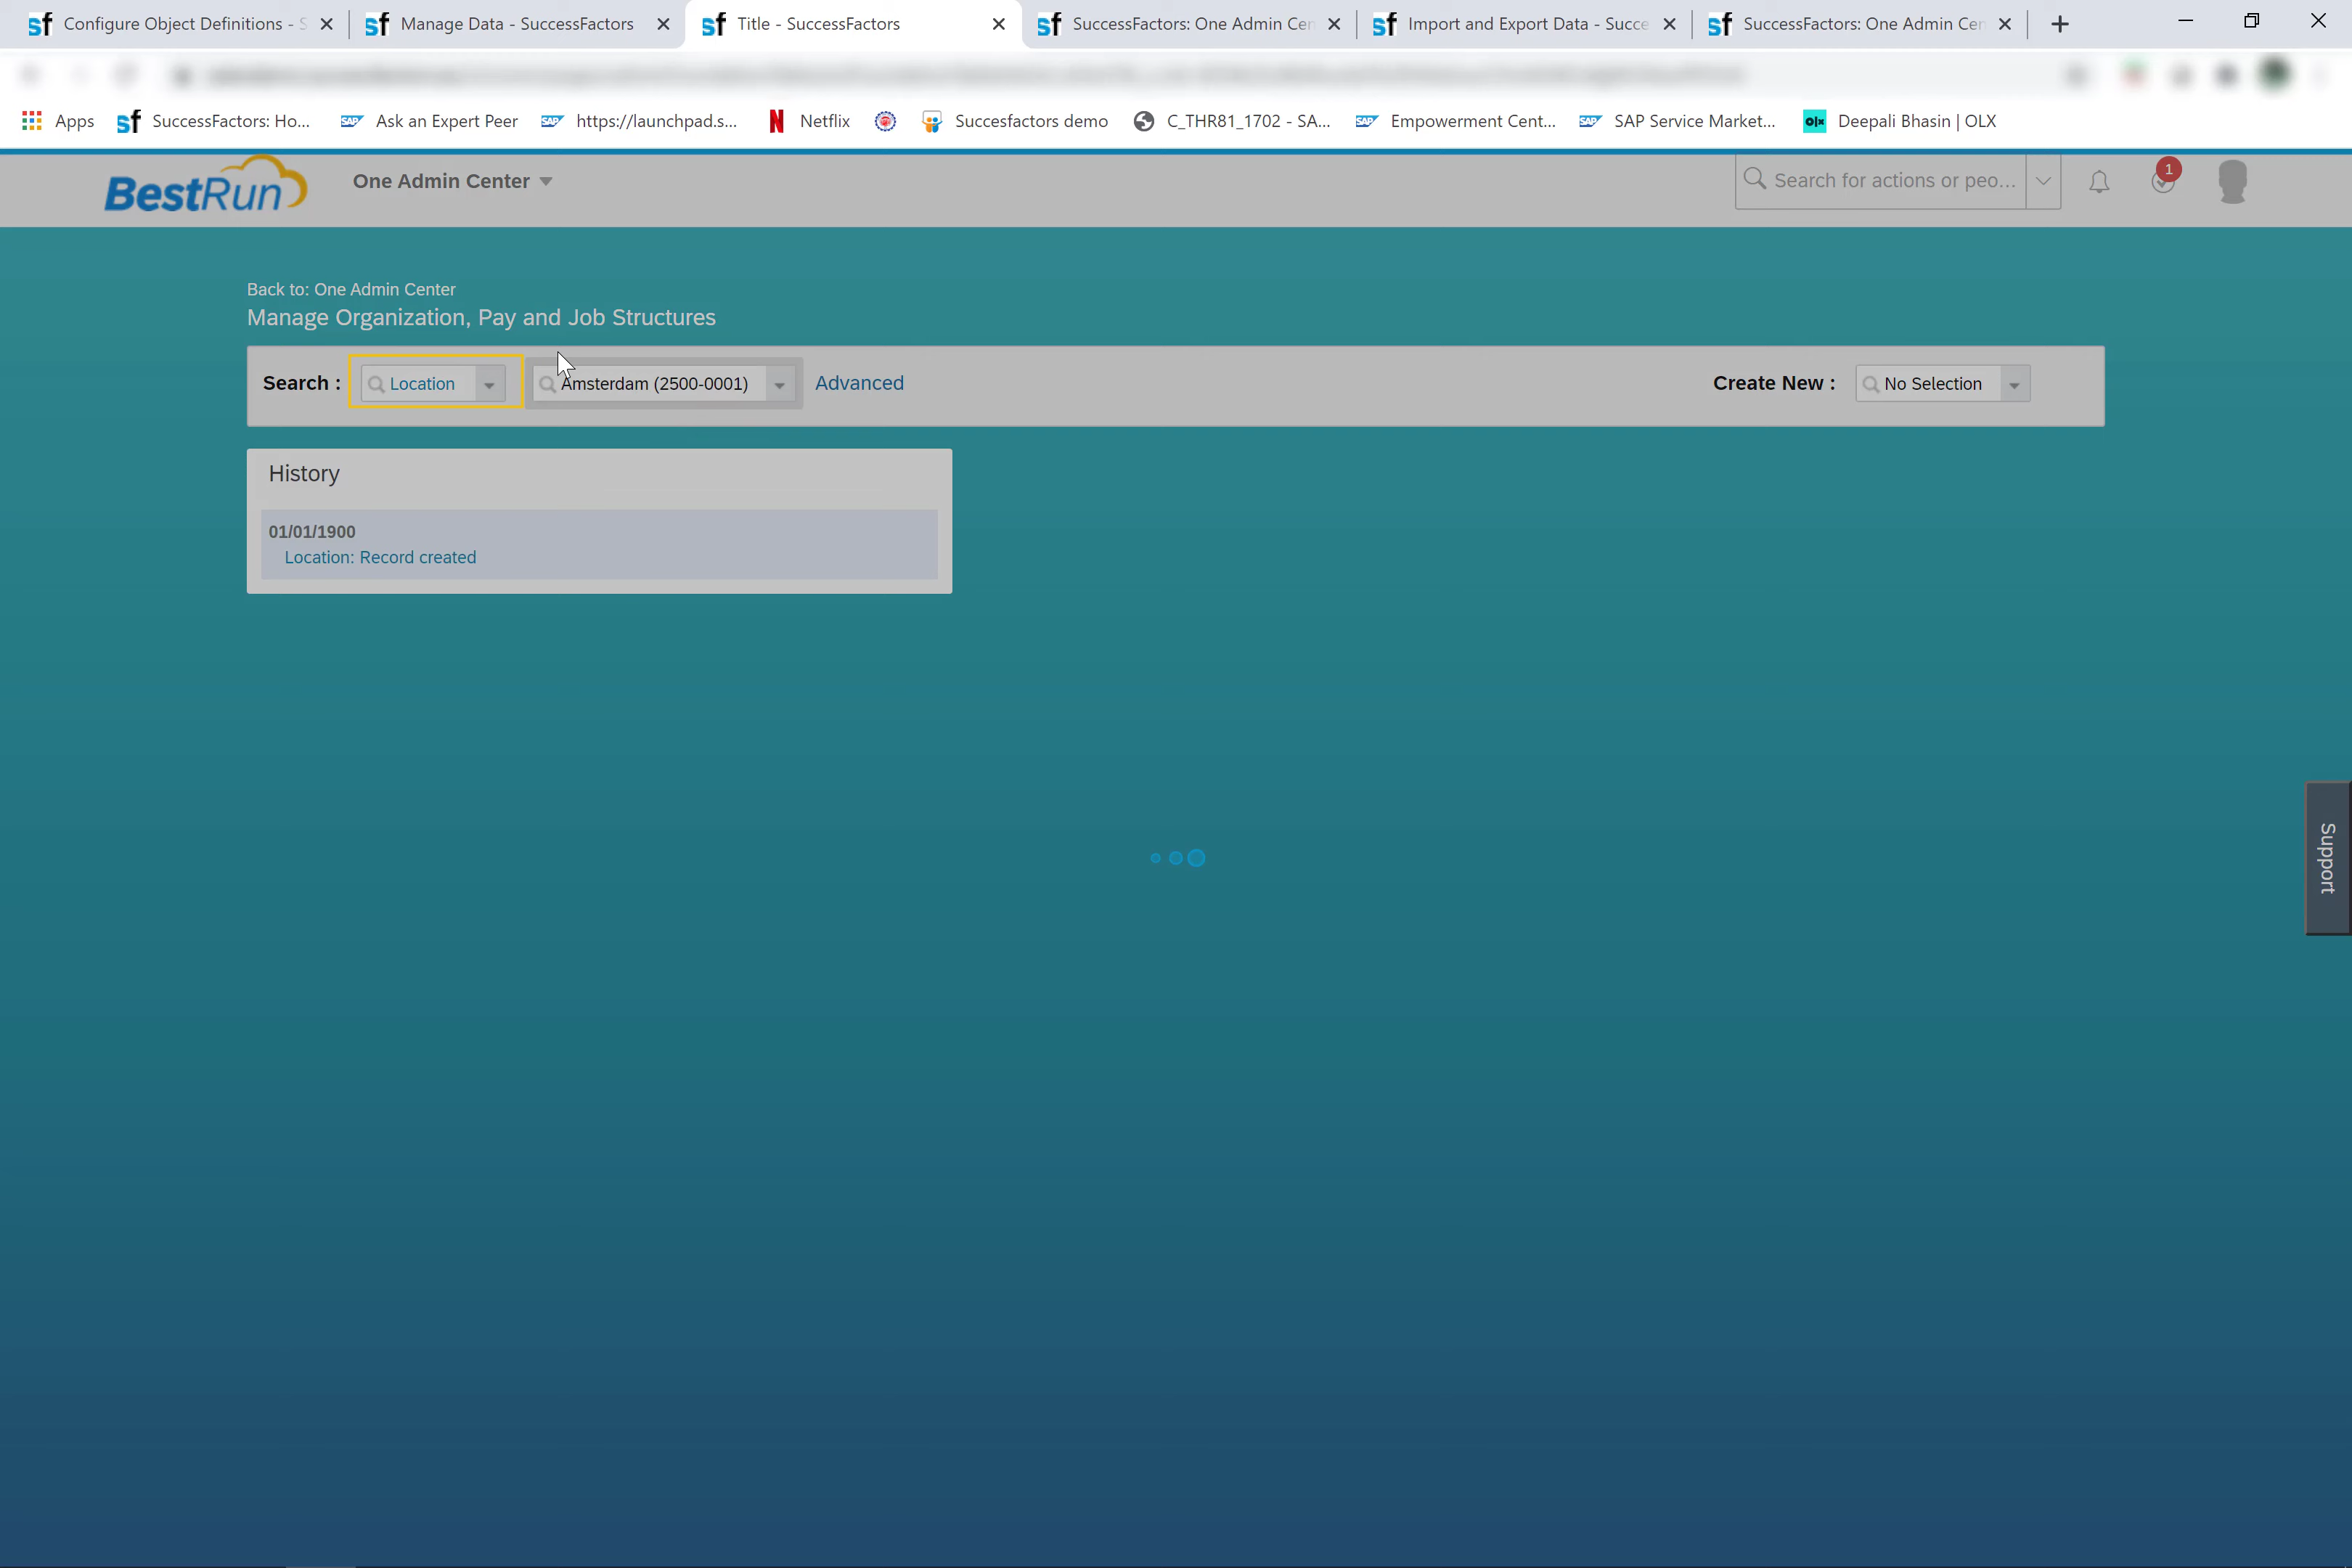 Configure Object Definitions - S
Manage Data - SuccessFactors
Title - SuccessFactors
SuccessFactors: One Admin Cen
Import and Export Data - Succe
SuccessFactors: One Admin Cen
Apps
SuccessFactors: Ho...
Ask an Expert Peer
https://launchpad.s...
Netflix
Succesfactors demo
C_THR81_1702 - SA...
Empowerment Cent...
SAP Service Market...
Deepali Bhasin | OLX
BestRun
One Admin Center
Search for actions or peo...
1
Back to: One Admin Center
Manage Organization, Pay and Job Structures
Search :
Location
Amsterdam (2500-0001)
Advanced
Create New :
No Selection
History
01/01/1900
Location: Record created
Support